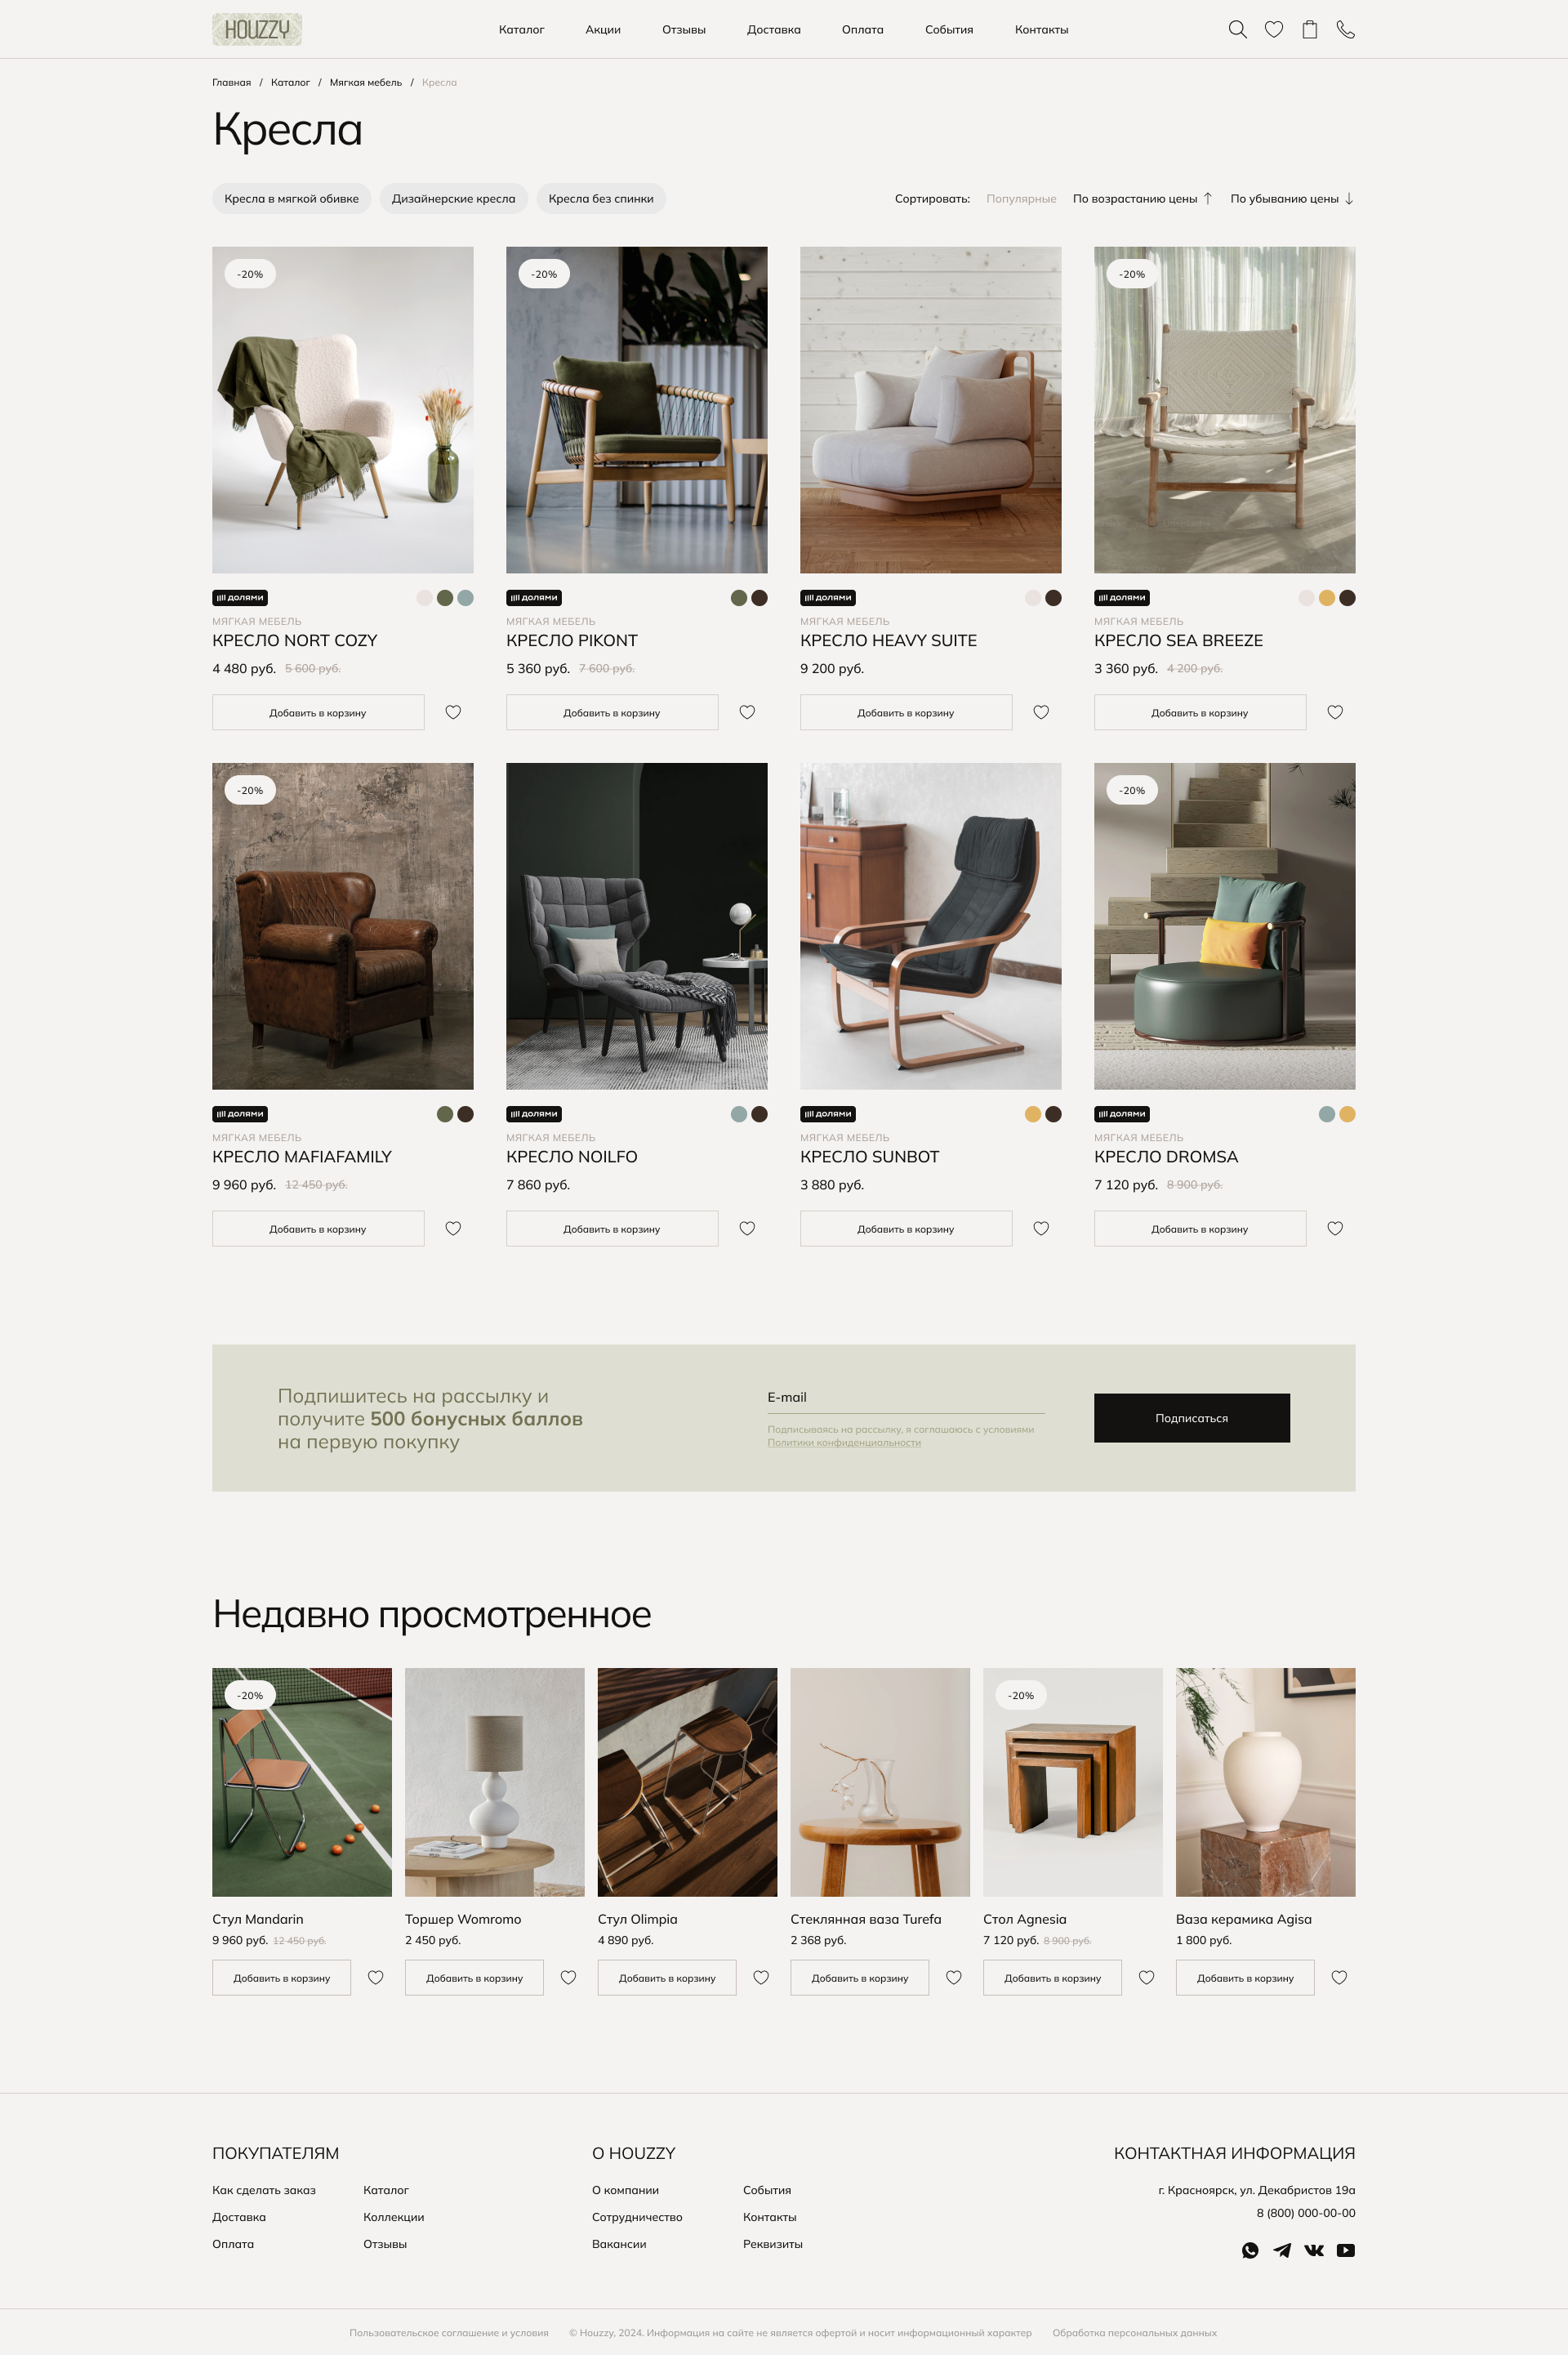 HOUZZY
Каталог
Акции
Отзывы
Доставка
Оплата
События
Контакты
Главная / Каталог / Мягкая мебель / Кресла
Кресла
Кресла в мягкой обивке
Дизайнерские кресла
Кресла без спинки
Сортировать:
Популярные
По возрастанию цены
По убыванию цены
-20%
-20%
-20%
долями
долями
долями
долями
МЯГКАЯ МЕБЕЛЬ
МЯГКАЯ МЕБЕЛЬ
МЯГКАЯ МЕБЕЛЬ
МЯГКАЯ МЕБЕЛЬ
КРЕСЛО NORT COZY
КРЕСЛО PIKONT
КРЕСЛО HEAVY SUITE
КРЕСЛО SEA BREEZE
4 480 руб. 5 600 руб.
5 360 руб. 7 600 руб.
9 200 руб.
3 360 руб. 4 200 руб.
Добавить в корзину
Добавить в корзину
Добавить в корзину
Добавить в корзину
-20%
-20%
долями
долями
долями
долями
МЯГКАЯ МЕБЕЛЬ
МЯГКАЯ МЕБЕЛЬ
МЯГКАЯ МЕБЕЛЬ
МЯГКАЯ МЕБЕЛЬ
КРЕСЛО MAFIAFAMILY
КРЕСЛО NOILFO
КРЕСЛО SUNBOT
КРЕСЛО DROMSA
9 960 руб. 12 450 руб.
7 860 руб.
3 880 руб.
7 120 руб. 8 900 руб.
Добавить в корзину
Добавить в корзину
Добавить в корзину
Добавить в корзину
Подпишитесь на рассылку и
получите 500 бонусных баллов
на первую покупку
E-mail
Подписываясь на рассылку, я соглашаюсь с условиями
Политики конфиденциальности
Подписаться
Недавно просмотренное
-20%
-20%
Стул Mandarin
Торшер Womromo
Стул Olimpia
Стеклянная ваза Turefa
Стол Agnesia
Ваза керамика Agisa
9 960 руб. 12 450 руб.
2 450 руб.
4 890 руб.
2 368 руб.
7 120 руб. 8 900 руб.
1 800 руб.
Добавить в корзину
Добавить в корзину
Добавить в корзину
Добавить в корзину
Добавить в корзину
Добавить в корзину
ПОКУПАТЕЛЯМ
Как сделать заказ
Доставка
Оплата
Каталог
Коллекции
Отзывы
О HOUZZY
О компании
Сотрудничество
Вакансии
События
Контакты
Реквизиты
КОНТАКТНАЯ ИНФОРМАЦИЯ
г. Красноярск, ул. Декабристов 19а
8 (800) 000-00-00
Пользовательское соглашение и условия
© Houzzy, 2024. Информация на сайте не является офертой и носит информационный характер
Обработка персональных данных